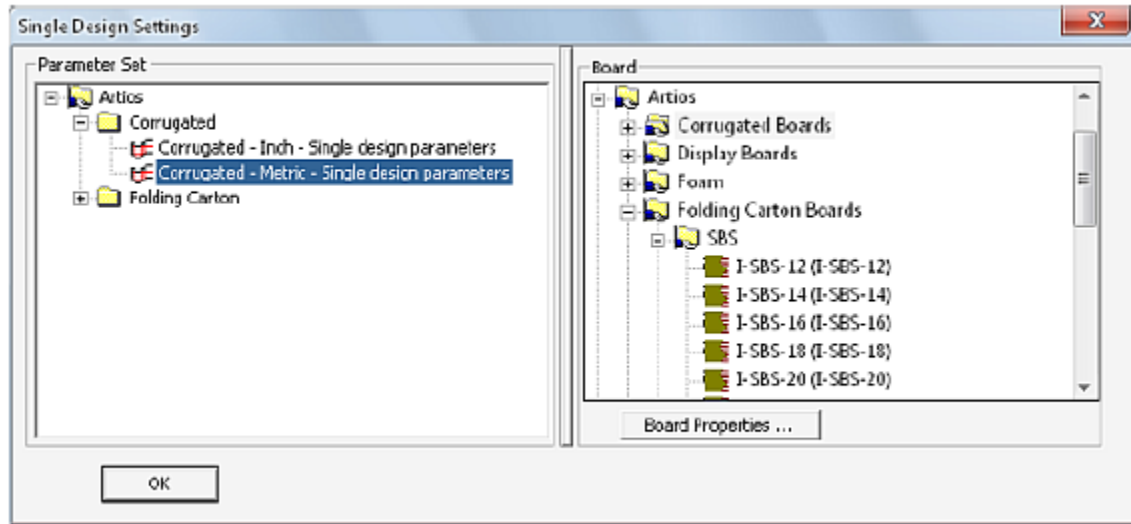 Single Design Settings
Parameter Set
Artios
Corrugated
Corrugated - Inch - Single design parameters
Corrugated - Metric - Single design parameters
Folding Carton
Board
Artios
Corrugated Boards
Display Boards
Foam
Folding Carton Boards
SBS
I-SBS-12 (I-SBS-12)
I-SBS-14 (I-SBS-14)
I-SBS-16 (I-SBS-16)
I-SBS-18 (I-SBS-18)
I-SBS-20 (I-SBS-20)
Board Properties ...
OK